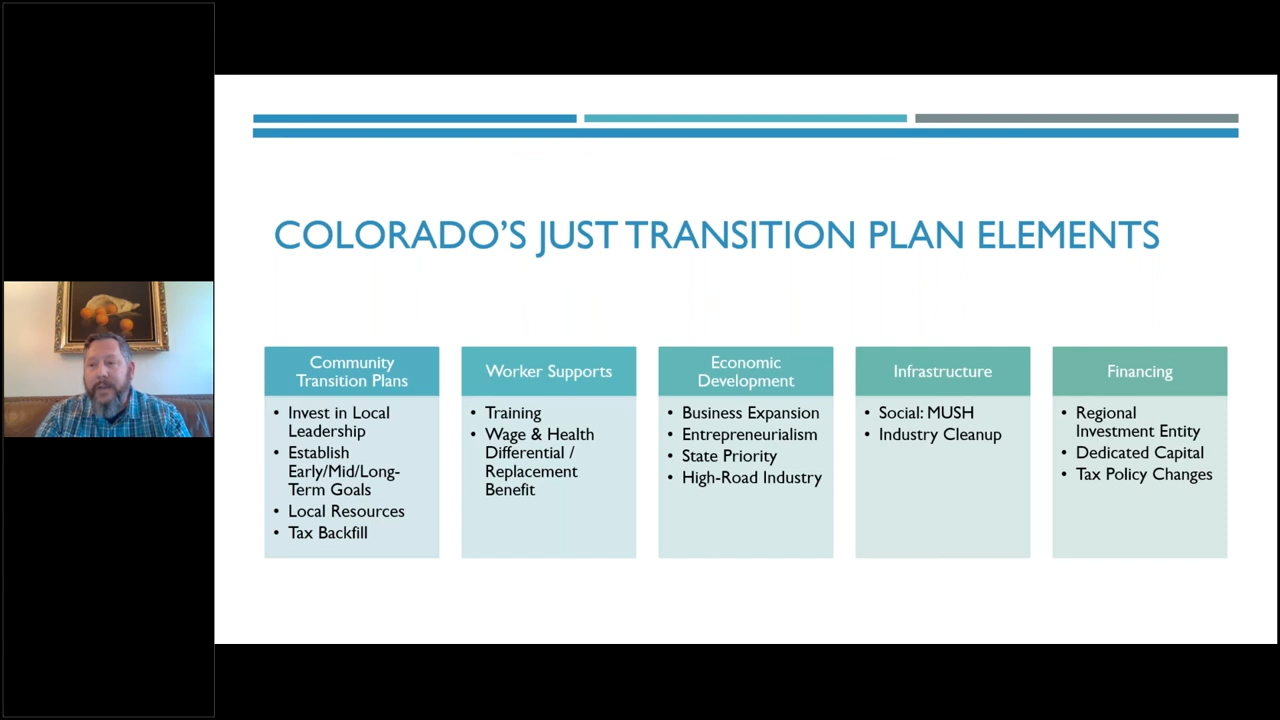 COLORADO'S JUST TRANSITION PLAN ELEMENTS
Community
Transition Plans
• Invest in Local
Leadership
• Establish
Early/Mid/Long-
Term Goals
• Local Resources
• Tax Backfill
Worker Supports
• Training
• Wage & Health
Differential /
Replacement
Benefit
Economic
Development
• Business Expansion
• Entrepreneurialism
• State Priority
• High-Road Industry
Infrastructure
• Social: MUSH
• Industry Cleanup
Financing
• Regional
Investment Entity
• Dedicated Capital
• Tax Policy Changes